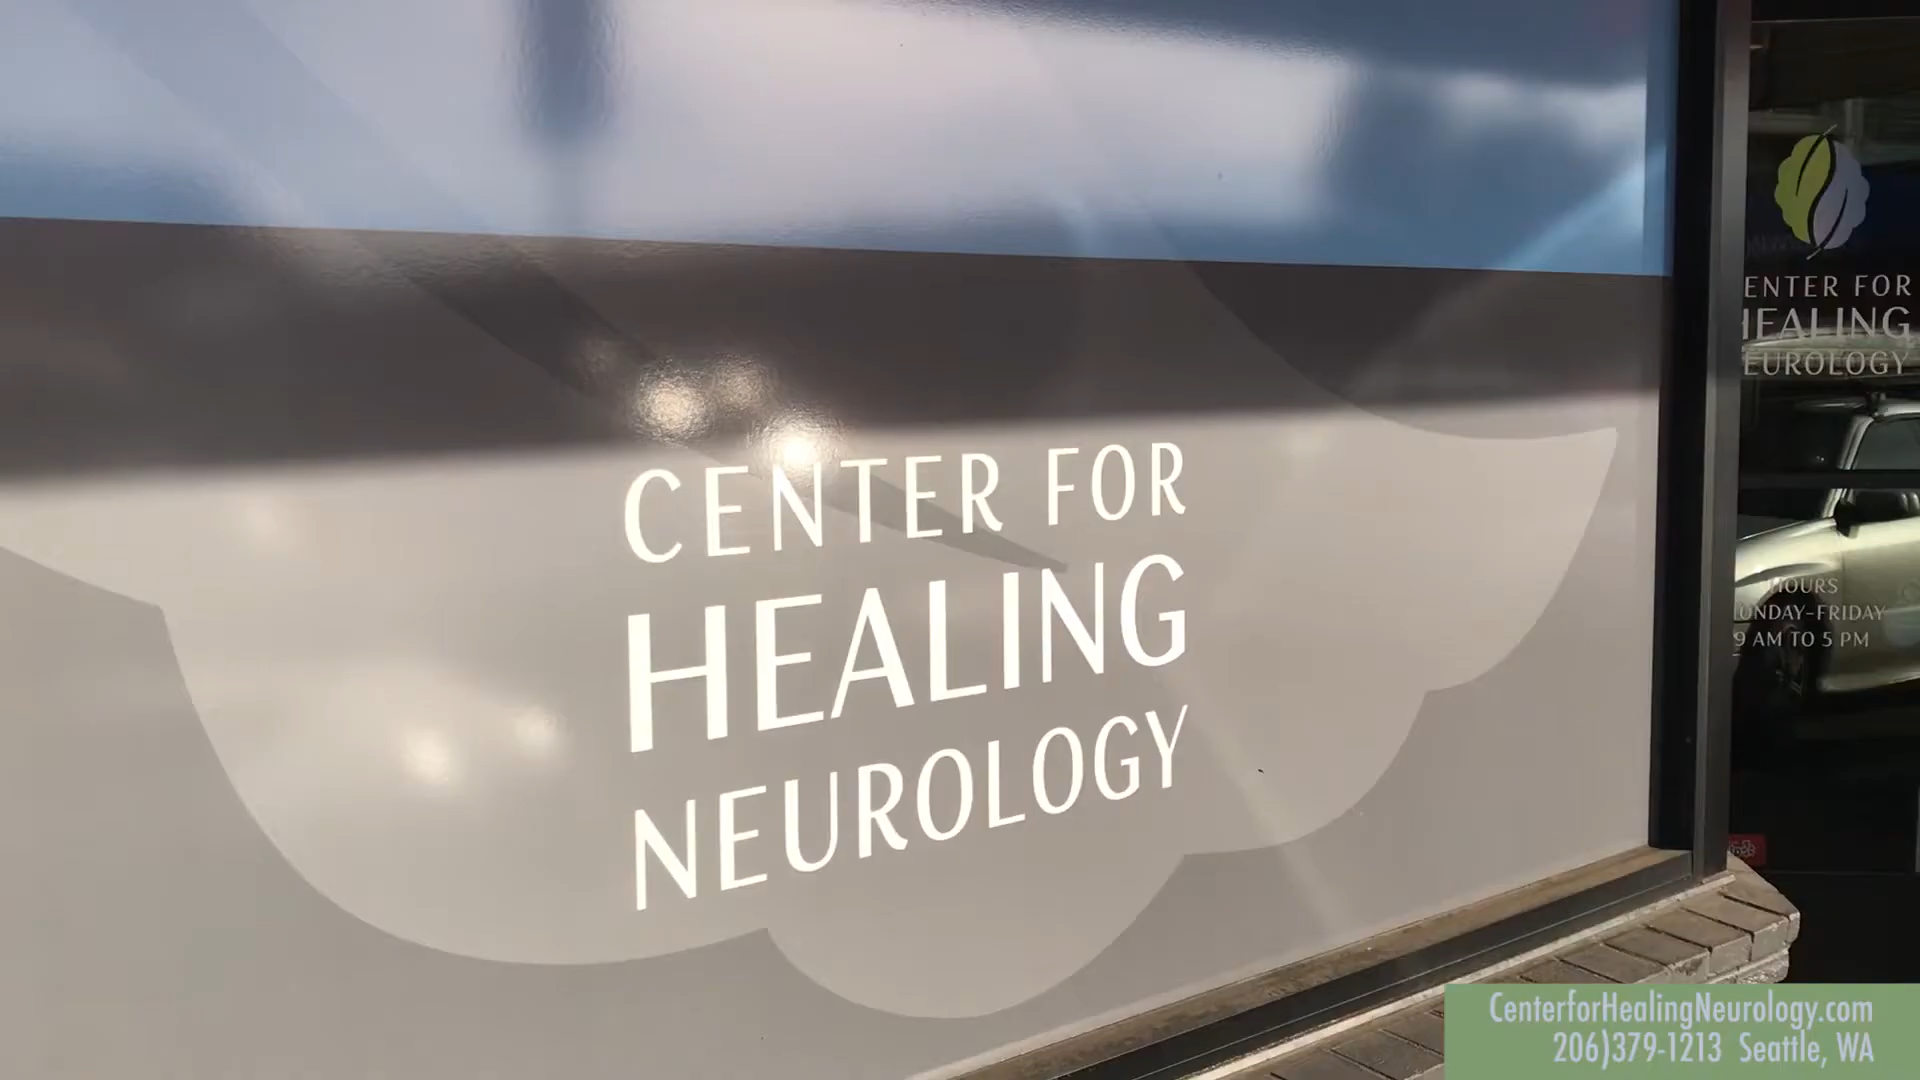 CENTER FOR
HEALING
NEUROLOGY
ENTER FOR
HEALING
EUROLOGY
HOURS
ONDAY-FRIDAY
9 AM TO 5 PM
CenterforHealingNeurology.com
206)379-1213 Seattle, WA